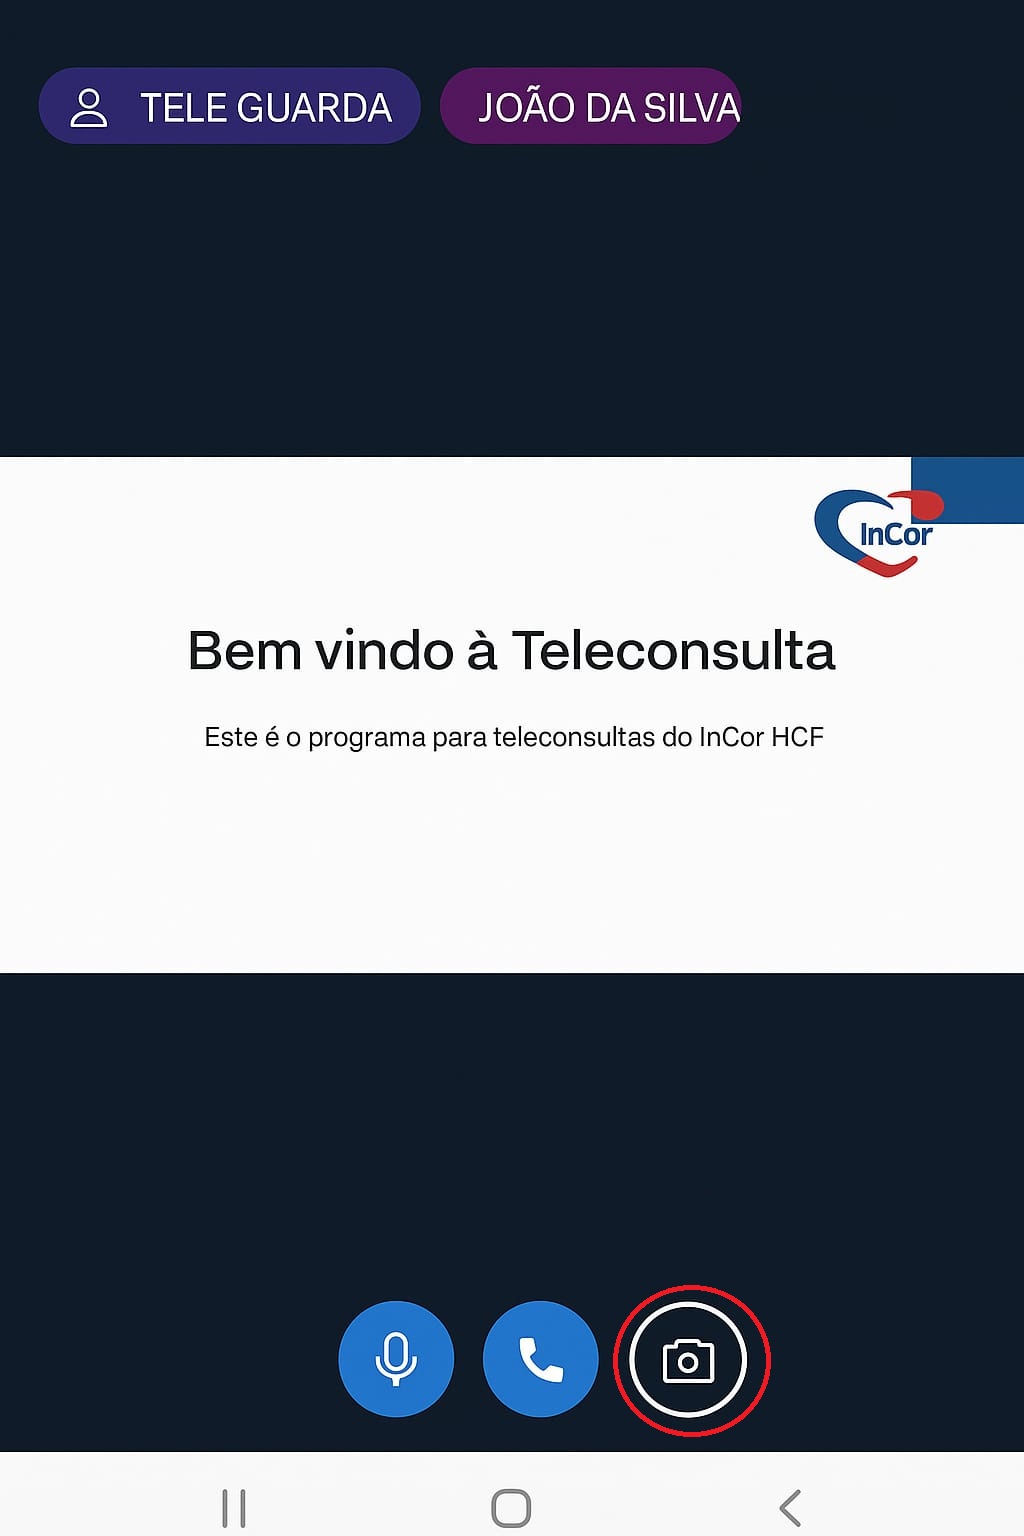 TELE GUARDA
JOÃO DA SILVA
InCor
Bem vindo à Teleconsulta
Este é o programa para teleconsultas do InCor HCF